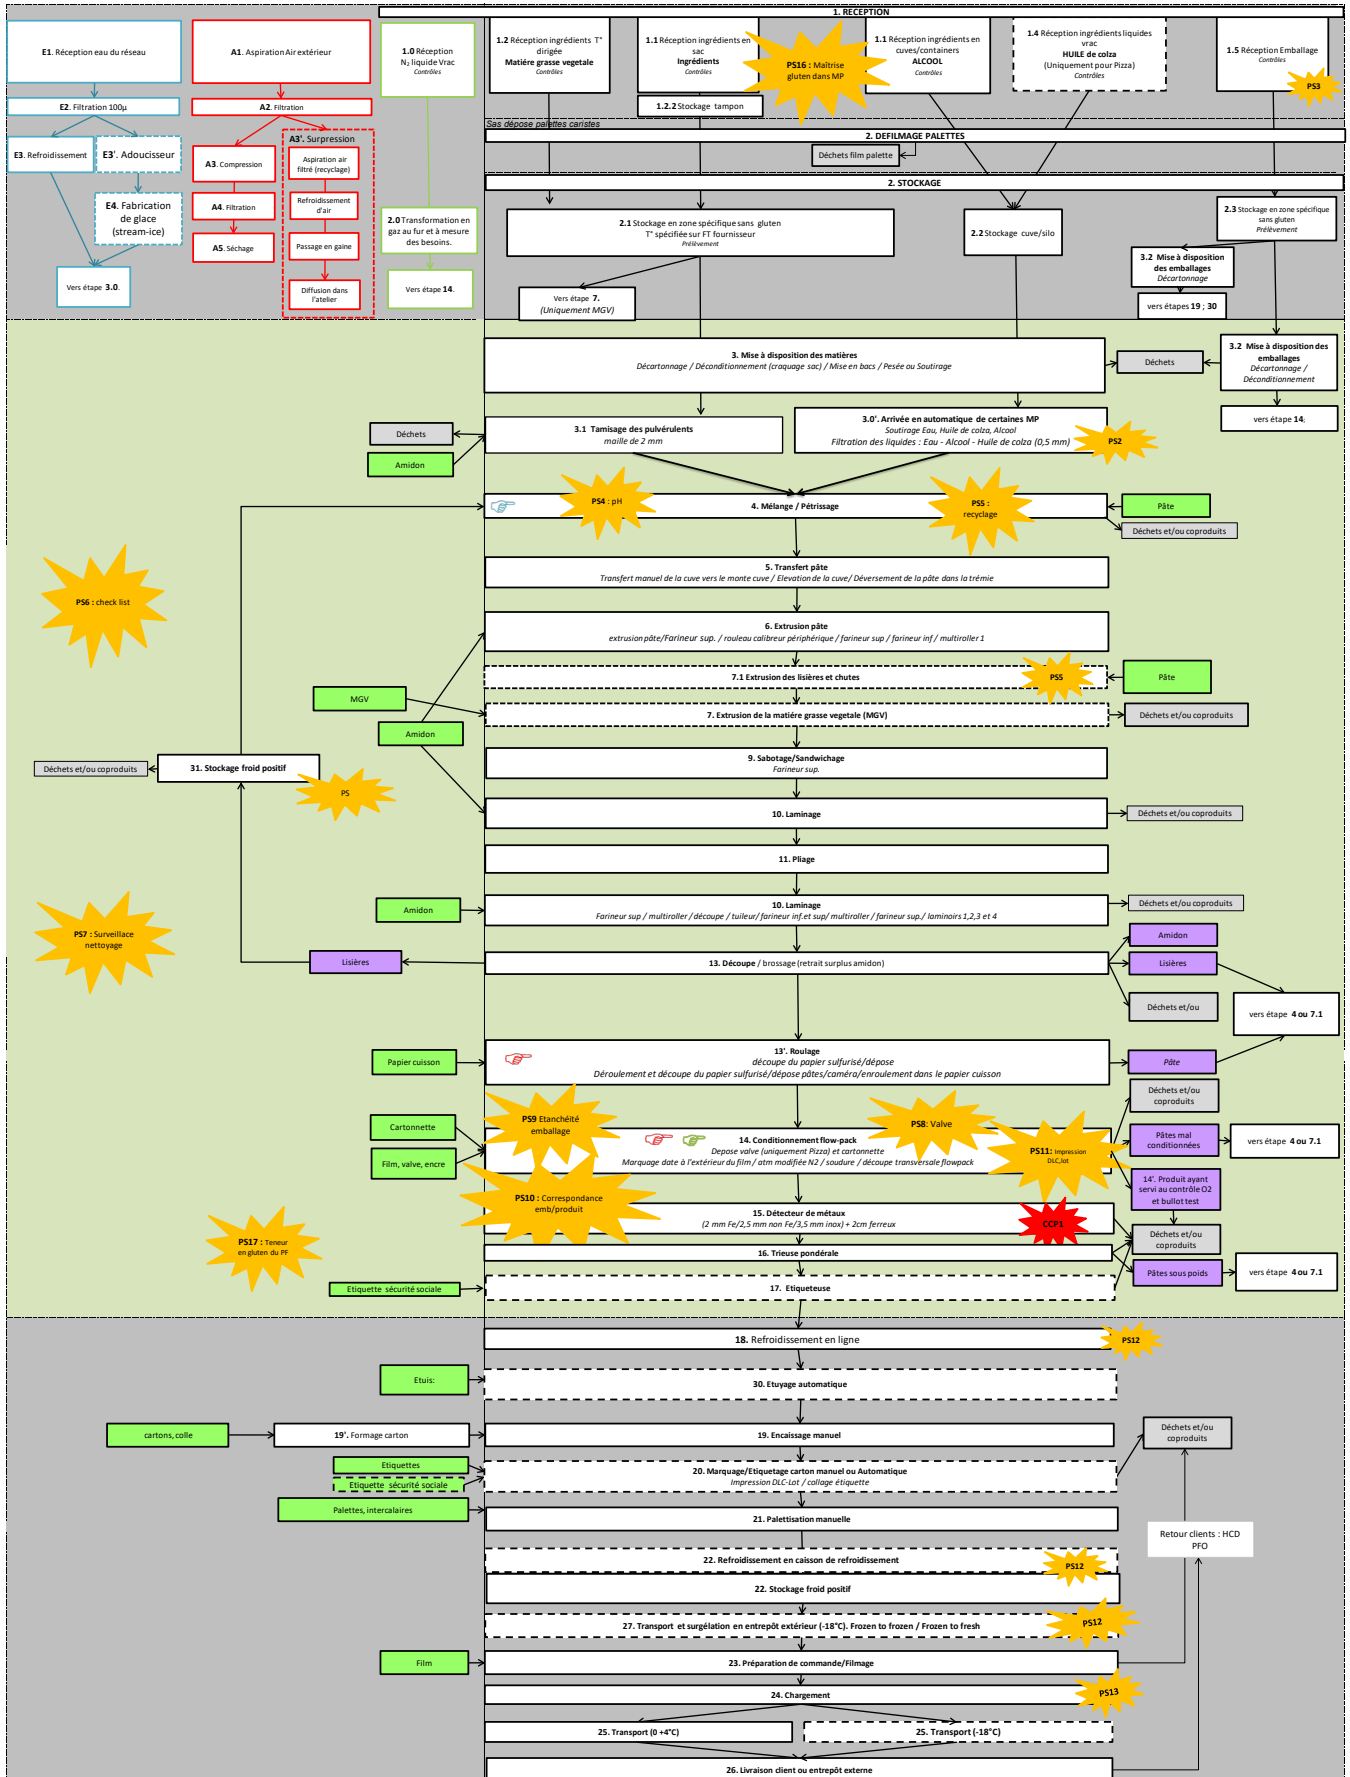 1. RECEPTION
E1. Réception eau du réseau
A1. Aspiration Air extérieur
1.0 Réception
N₂ liquide Vrac
Contrôles
1.2 Réception ingrédients T°
dirigée
Matiére grasse vegetale
Contrôles
1.1 Réception ingrédients en
sac
Ingrédients
Contrôles
PS16 : Maîtrise
gluten dans MP
1.1 Réception ingrédients en
cuves/containers
ALCOOL
Contrôles
1.4 Réception ingrédients liquides
vrac
HUILE de colza
(Uniquement pour Pizza)
Contrôles
1.5 Réception Emballage
Contrôles
PS3
E2. Filtration 100µ
A2. Filtration
1.2.2 Stockage tampon
Sas dépose palettes caristes
2. DEFILMAGE PALETTES
Déchets film palette
E3. Refroidissement
E3'. Adoucisseur
A3. Compression
A3'. Surpression
Aspiration air
filtré (recyclage)
2. STOCKAGE
E4. Fabrication
de glace
(stream-ice)
A4. Filtration
Refroidissement
d'air
2.0 Transformation en
gaz au fur et à mesure
des besoins.
2.1 Stockage en zone spécifique sans gluten
T° spécifiée sur FT fournisseur
Prélèvement
2.2 Stockage cuve/silo
2.3 Stockage en zone spécifique
sans gluten
Prélèvement
A5. Séchage
Passage en gaine
3.2 Mise à disposition
des emballages
Décartonnage
Vers étape 3.0.
Diffusion dans
l'atelier
Vers étape 14.
Vers étape 7.
(Uniquement MGV)
vers étapes 19 ; 30
3. Mise à disposition des matières
Décartonnage / Déconditionnement (craquage sac) / Mise en bacs / Pesée ou Soutirage
Déchets
3.2 Mise à disposition des
emballages
Décartonnage /
Déconditionnement
vers étape 14;
Déchets
Amidon
3.1 Tamisage des pulvérulents
maille de 2 mm
3.0'. Arrivée en automatique de certaines MP
Soutirage Eau, Huile de colza, Alcool
Filtration des liquides : Eau - Alcool - Huile de colza (0,5 mm)
PS2
PS4 : pH
4. Mélange / Pétrissage
PS5 :
recyclage
Pâte
Déchets et/ou coproduits
5. Transfert pâte
Transfert manuel de la cuve vers le monte cuve / Elevation de la cuve/ Déversement de la pâte dans la trémie
PS6 : check list
6. Extrusion pâte
extrusion pâte/Farineur sup. / rouleau calibreur périphérique / farineur sup / farineur inf / multiroller 1
7.1 Extrusion des lisières et chutes
PS5
Pâte
MGV
7. Extrusion de la matiére grasse vegetale (MGV)
Déchets et/ou coproduits
Amidon
Déchets et/ou coproduits
31. Stockage froid positif
PS
9. Sabotage/Sandwichage
Farineur sup.
10. Laminage
Déchets et/ou coproduits
11. Pliage
Amidon
10. Laminage
Farineur sup / multiroller /découpe / tuileur/ farineur inf.et sup/ multiroller / farineur sup./ laminoirs 1,2,3 et 4
Déchets et/ou coproduits
PS7 : Surveillace
nettoyage
Lisières
13. Découpe / brossage (retrait surplus amidon)
Amidon
Lisières
Déchets et/ou
vers étape 4 ou 7.1
Papier cuisson
13'. Roulage
découpe du papier sulfurisé/dépose
Déroulement et découpe du papier sulfurisé/dépose pâtes/caméra/enroulement dans le papier cuisson
Pâte
PS9 Etanchéité
emballage
PS8: Valve
Déchets et/ou
coproduits
Cartonnette
Film, valve, encre
14. Conditionnement flow-pack
Depose valve (uniquement Pizza) et cartonnette
Marquage date à l'extérieur du film / atm modifiée N2 / soudure / découpe transversale flowpack
PS11: Impression
DLC,lot
Pâtes mal
conditionnées
vers étape 4 ou 7.1
PS10 : Correspondance
emb/produit
14'. Produit ayant
servi au contrôle O2
et bullot test
PS17 : Teneur
en gluten du PF
15. Détecteur de métaux
(2 mm Fe/2,5 mm non Fe/3,5 mm inox) + 2cm ferreux
CCP1
Déchets et/ou
coproduits
16. Trieuse pondérale
Pâtes sous poids
vers étape 4 ou 7.1
Etiquette sécurité sociale
17. Etiqueteuse
18. Refroidissement en ligne
PS12
Etuis:
30. Etuyage automatique
cartons, colle
19'. Formage carton
19. Encaissage manuel
Déchets et/ou
coproduits
Etiquettes
Etiquette sécurité sociale
20. Marquage/Etiquetage carton manuel ou Automatique
Impression DLC-Lot / collage étiquette
Palettes, intercalaires
21. Palettisation manuelle
Retour clients : HCD
PFO
22. Refroidissement en caisson de refroidissement
PS12
22. Stockage froid positif
27. Transport et surgélation en entrepôt extérieur (-18°C). Frozen to frozen / Frozen to fresh
PS12
Film
23. Préparation de commande/Filmage
24. Chargement
PS13
25. Transport (0 +4°C)
25. Transport (-18°C)
26. Livraison client ou entrepôt externe